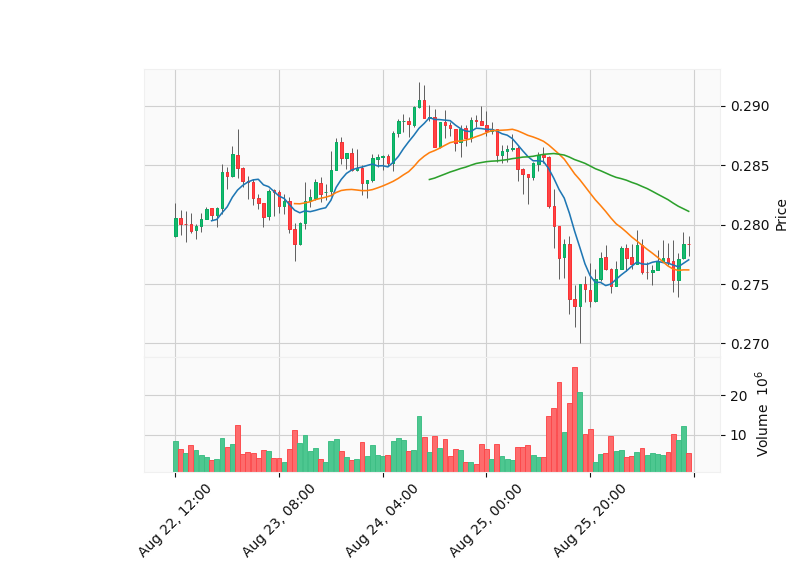 0.290
0.285
0.280
0.275
0.270
Price
20
10
Volume 10^6
Aug 22, 12:00
Aug 23, 08:00
Aug 24, 04:00
Aug 25, 00:00
Aug 25, 20:00